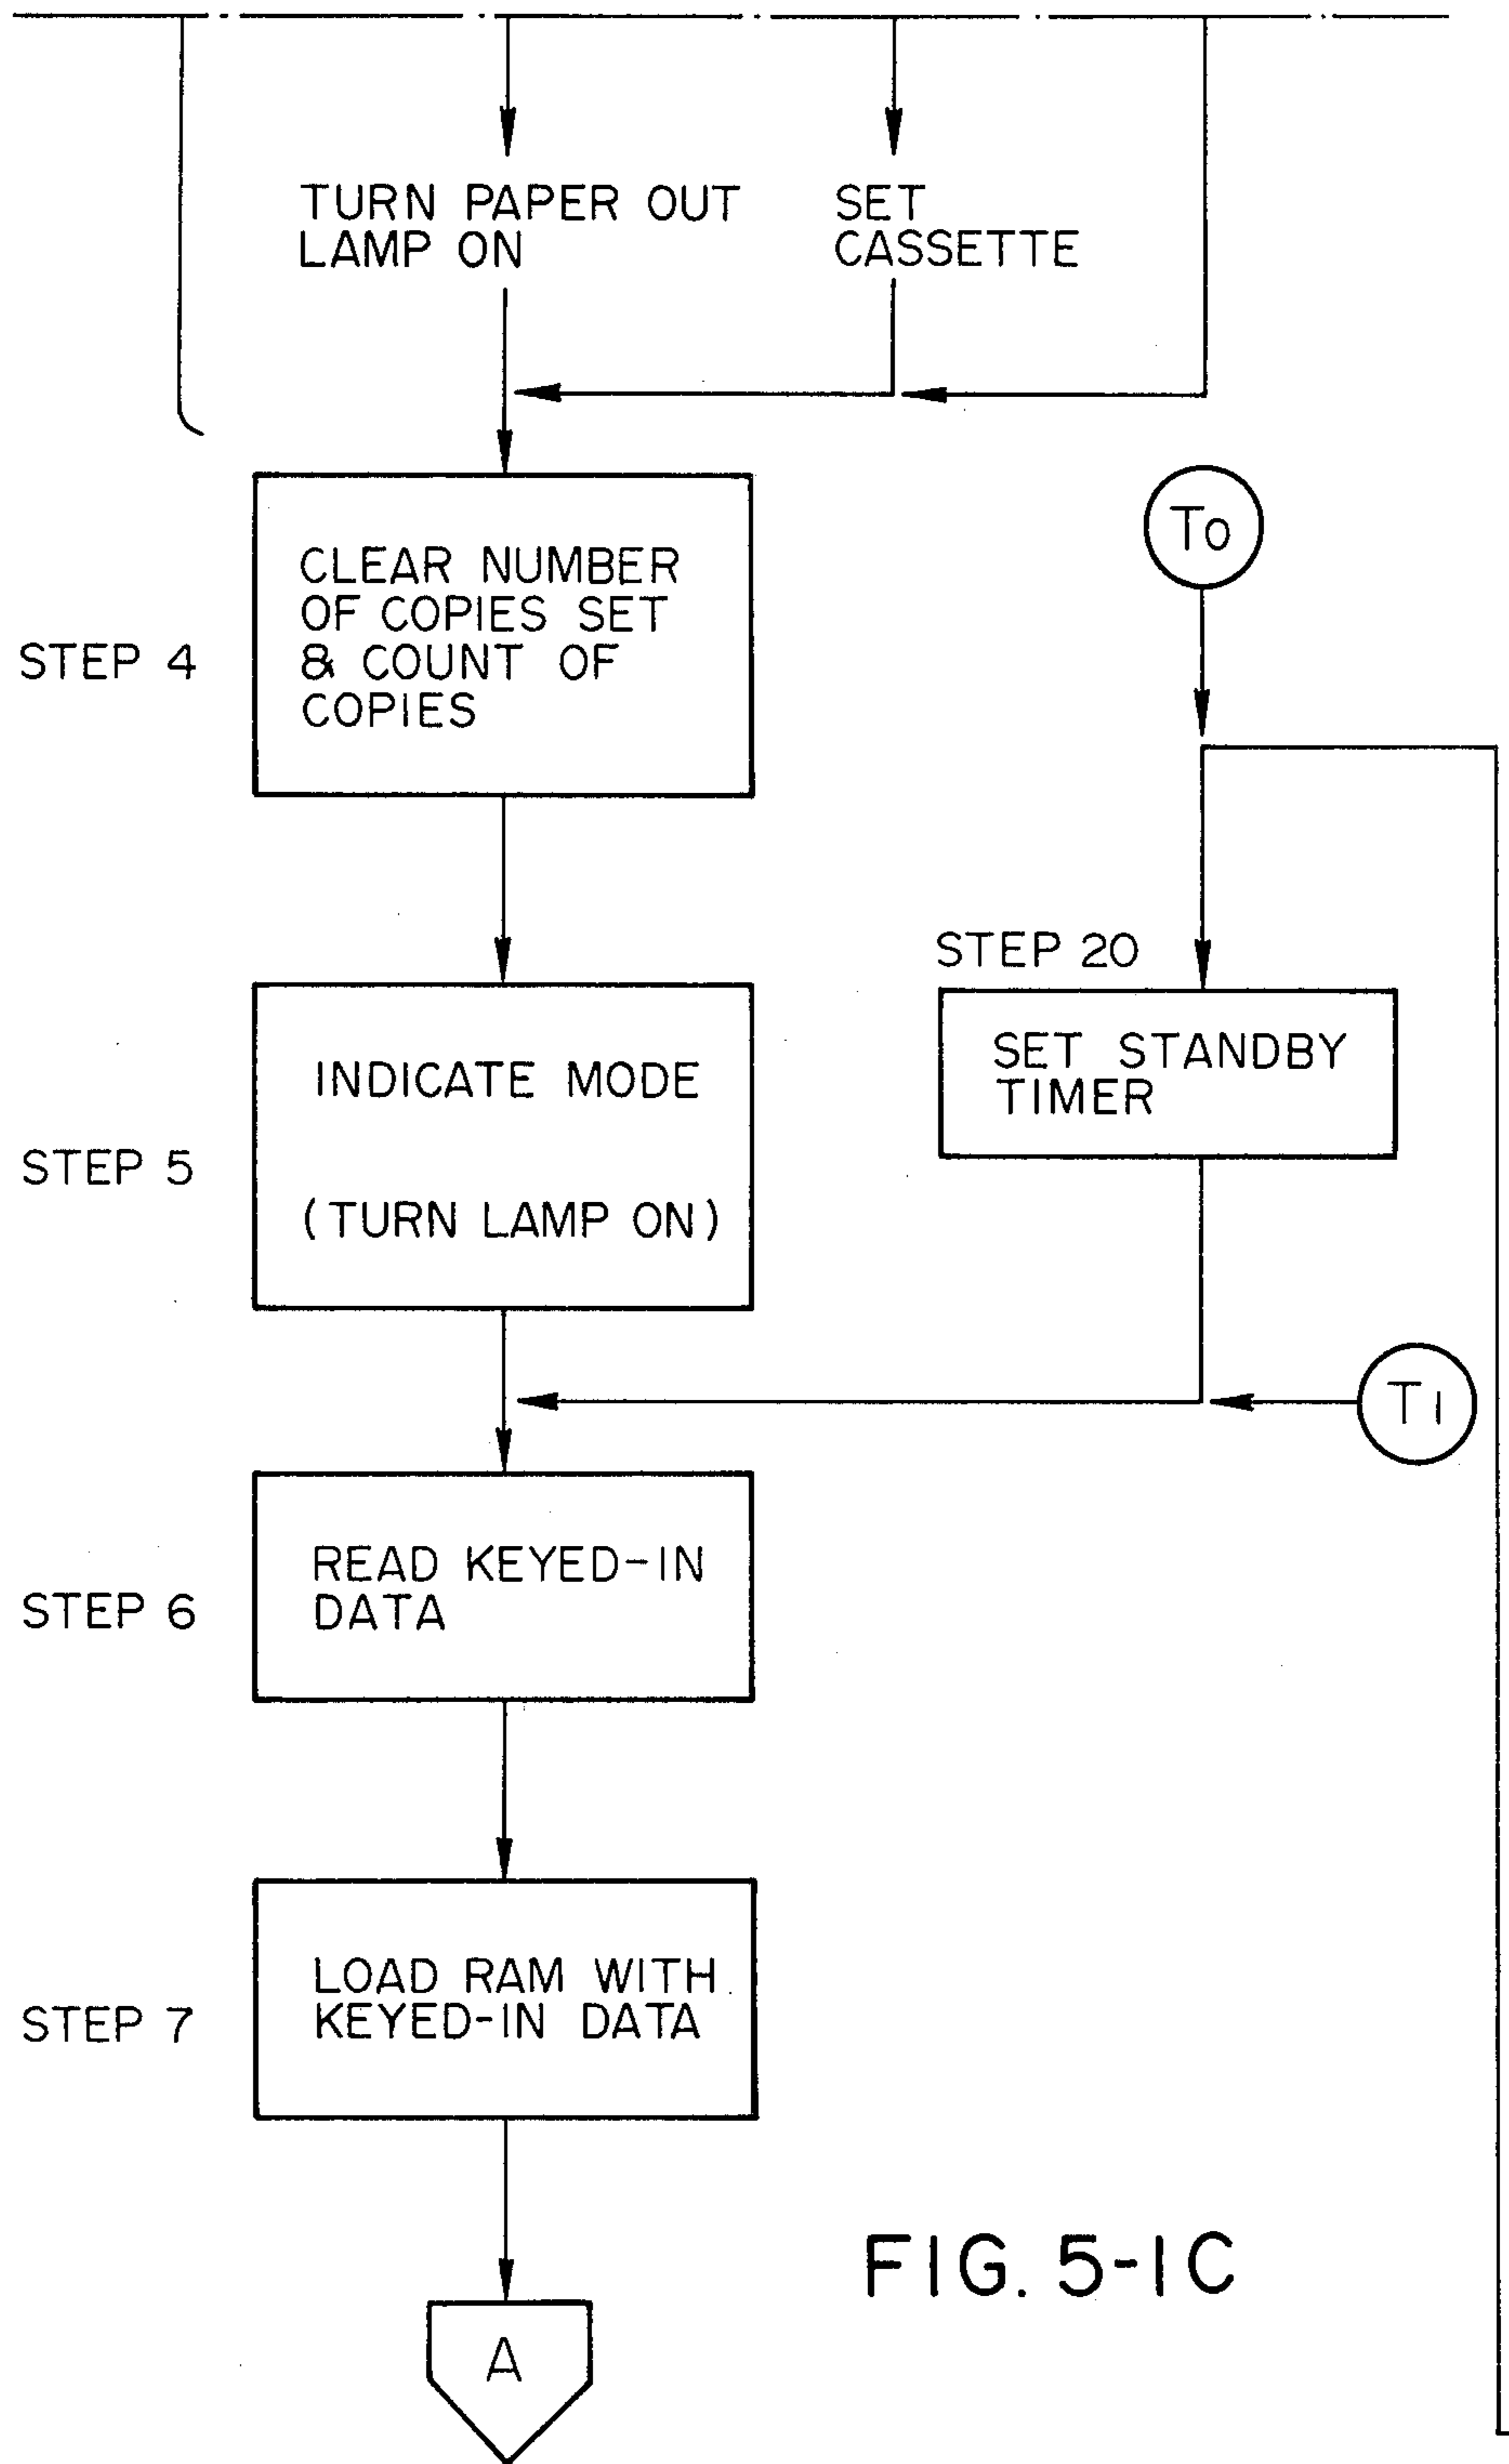 TURN PAPER OUT
LAMP ON
SET
CASSETTE
STEP 4
CLEAR NUMBER
OF COPIES SET
& COUNT OF
COPIES
T0
STEP 20
SET STANDBY
TIMER
STEP 5
INDICATE MODE
(TURN LAMP ON)
T1
STEP 6
READ KEYED-IN
DATA
STEP 7
LOAD RAM WITH
KEYED-IN DATA
A
FIG. 5-1C